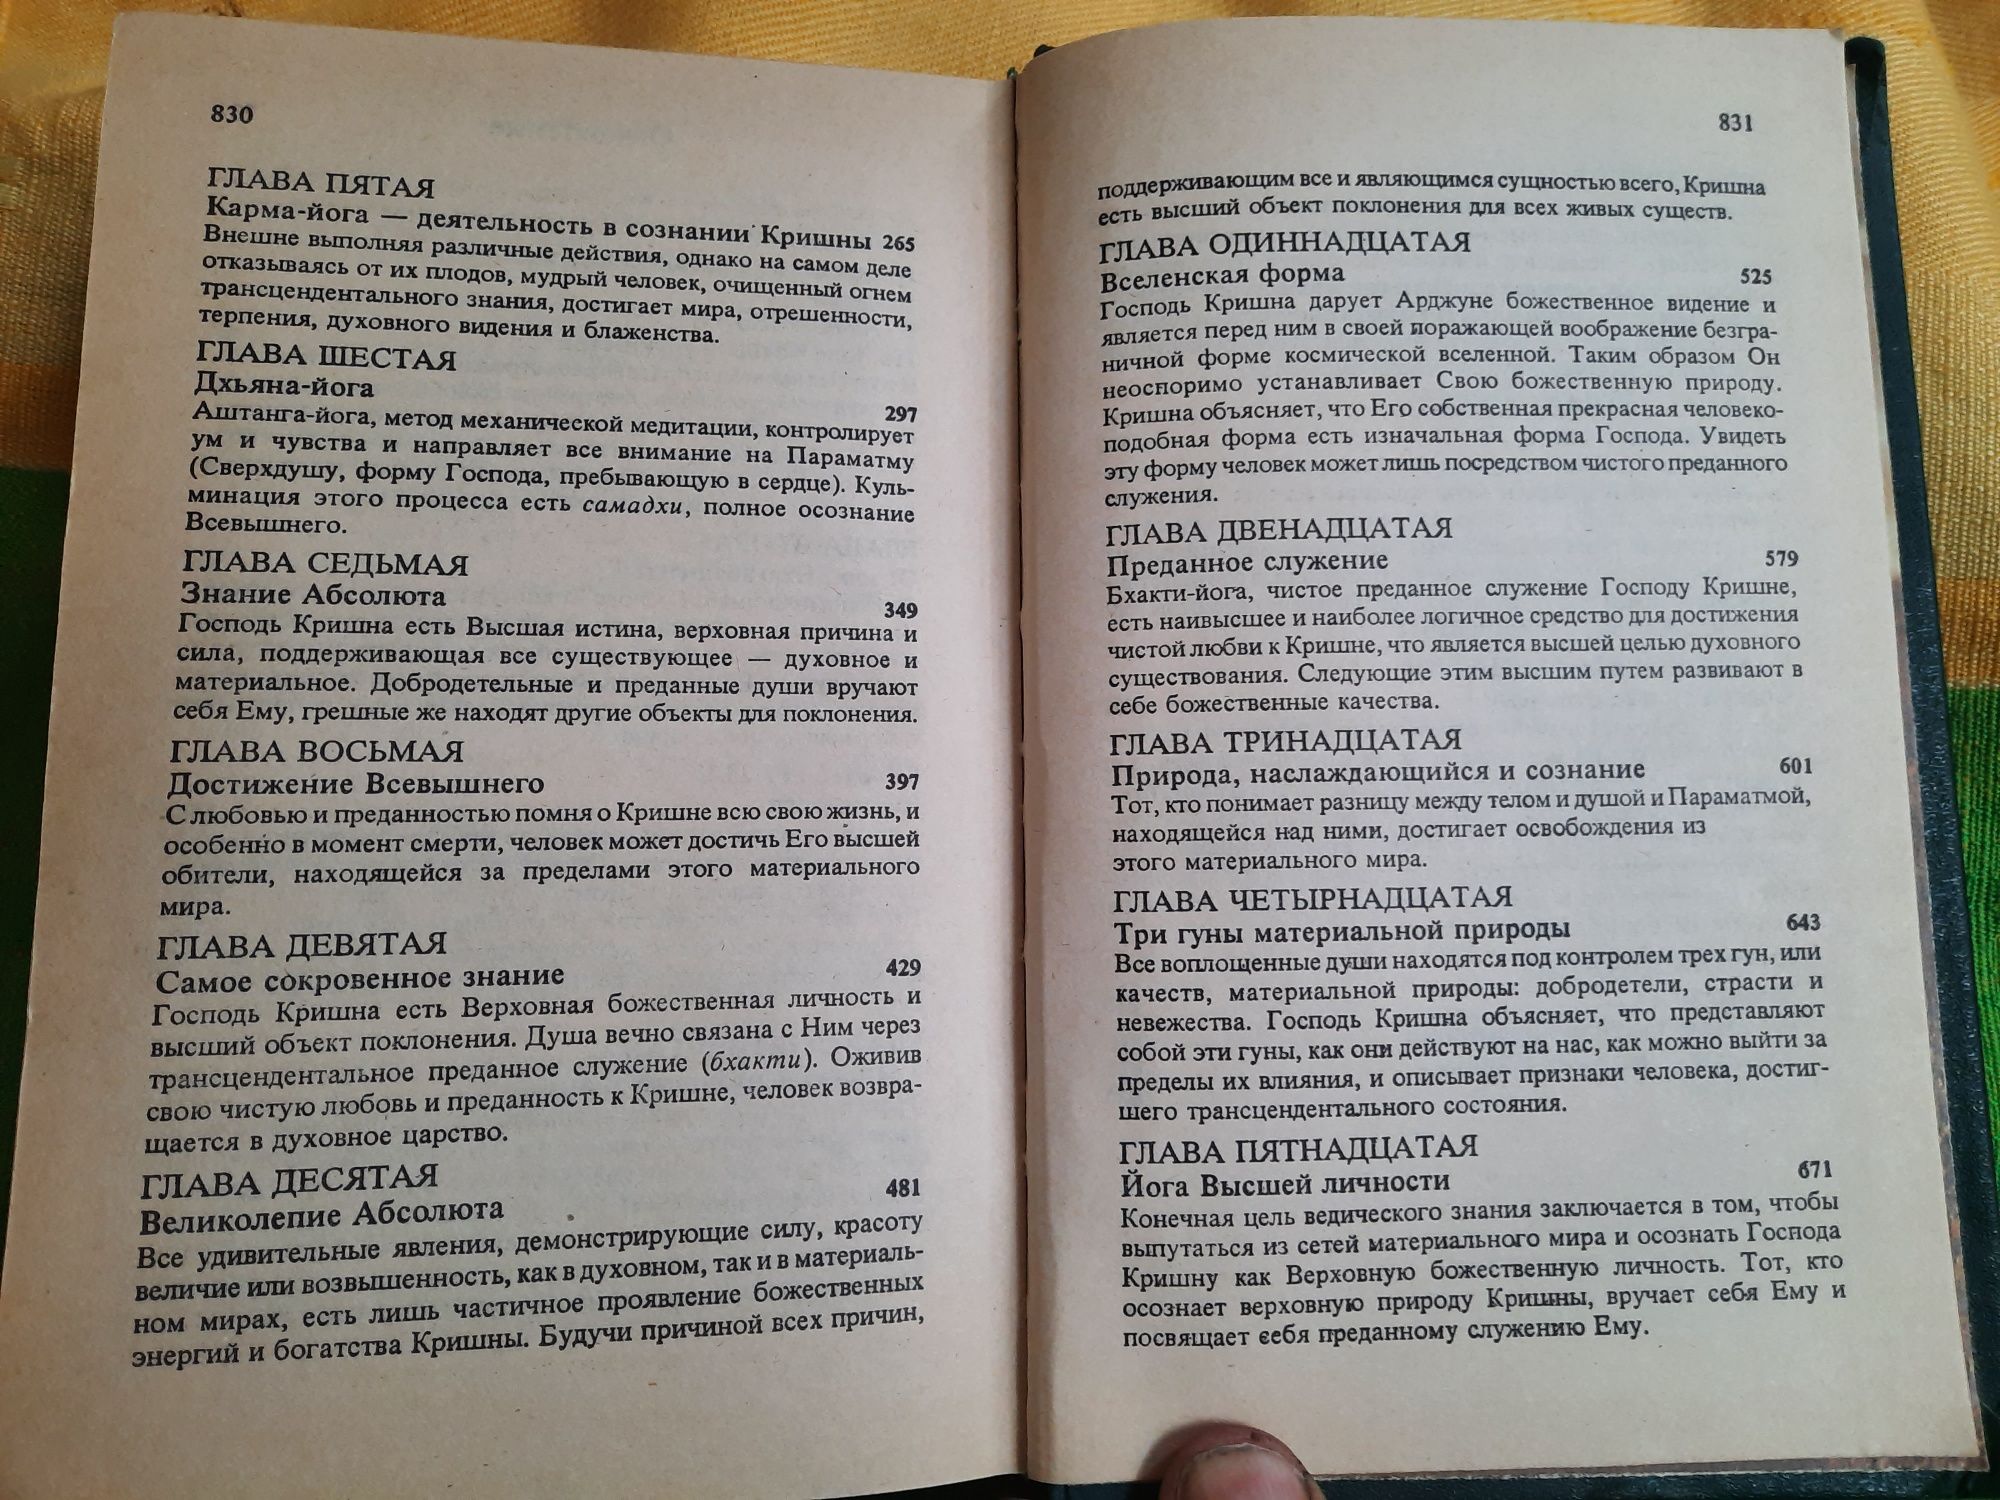 830
ГЛАВА ПЯТАЯ
Карма-йога — деятельность в сознании Кришны 265
Внешне выполняя различные действия, однако на самом деле
отказываясь от их плодов, мудрый человек, очищенный огнем
трансцендентального знания, достигает мира, отрешенности,
терпения, духовного видения и блаженства.
ГЛАВА ШЕСТАЯ
Дхьяна-йога 297
Аштанга-йога, метод механической медитации, контролирует
ум и чувства и направляет все внимание на Параматму
(Сверхдушу, форму Господа, пребывающую в сердце). Куль-
минация этого процесса есть самадхи, полное осознание
Всевышнего.
ГЛАВА СЕДЬМАЯ
Знание Абсолюта 349
Господь Кришна есть Высшая истина, верховная причина и
сила, поддерживающая все существующее — духовное и
материальное. Добродетельные и преданные души вручают
себя Ему, грешные же находят другие объекты для поклонения.
ГЛАВА ВОСЬМАЯ
Достижение Всевышнего 397
С любовью и преданностью помня о Кришне всю свою жизнь, и
особенно в момент смерти, человек может достичь Его высшей
обители, находящейся за пределами этого материального
мира.
ГЛАВА ДЕВЯТАЯ
Самое сокровенное знание 429
Господь Кришна есть Верховная божественная личность и
высший объект поклонения. Душа вечно связана с Ним через
трансцендентальное преданное служение (бхакти). Оживив
свою чистую любовь и преданность к Кришне, человек возвра-
щается в духовное царство.
ГЛАВА ДЕСЯТАЯ
Великолепие Абсолюта 481
Все удивительные явления, демонстрирующие силу, красоту
величие или возвышенность, как в духовном, так и в материаль-
ном мирах, есть лишь частичное проявление божественных
энергий и богатства Кришны. Будучи причиной всех причин,
831
поддерживающим все и являющимся сущностью всего, Кришна
есть высший объект поклонения для всех живых существ.
ГЛАВА ОДИННАДЦАТАЯ
Вселенская форма 525
Господь Кришна дарует Арджуне божественное видение и
является перед ним в своей поражающей воображение безгра-
ничной форме космической вселенной. Таким образом Он
неоспоримо устанавливает Свою божественную природу.
Кришна объясняет, что Его собственная прекрасная человеко-
подобная форма есть изначальная форма Господа. Увидеть
эту форму человек может лишь посредством чистого преданного
служения.
ГЛАВА ДВЕНАДЦАТАЯ
Преданное служение 579
Бхакти-йога, чистое преданное служение Господу Кришне,
есть наивысшее и наиболее логичное средство для достижения
чистой любви к Кришне, что является высшей целью духовного
существования. Следующие этим высшим путем развивают в
себе божественные качества.
ГЛАВА ТРИНАДЦАТАЯ
Природа, наслаждающийся и сознание 601
Тот, кто понимает разницу между телом и душой и Параматмой,
находящейся над ними, достигает освобождения из
этого материального мира.
ГЛАВА ЧЕТЫРНАДЦАТАЯ
Три гуны материальной природы 643
Все воплощенные души находятся под контролем трех гун, или
качеств, материальной природы: добродетели, страсти и
невежества. Господь Кришна объясняет, что представляют
собой эти гуны, как они действуют на нас, как можно выйти за
пределы их влияния, и описывает признаки человека, достиг-
шего трансцендентального состояния.
ГЛАВА ПЯТНАДЦАТАЯ
Йога Высшей личности 671
Конечная цель ведического знания заключается в том, чтобы
выпутаться из сетей материального мира и осознать Господа
Кришну как Верховную божественную личность. Тот, кто
осознает верховную природу Кришны, вручает себя Ему и
посвящает себя преданному служению Ему.